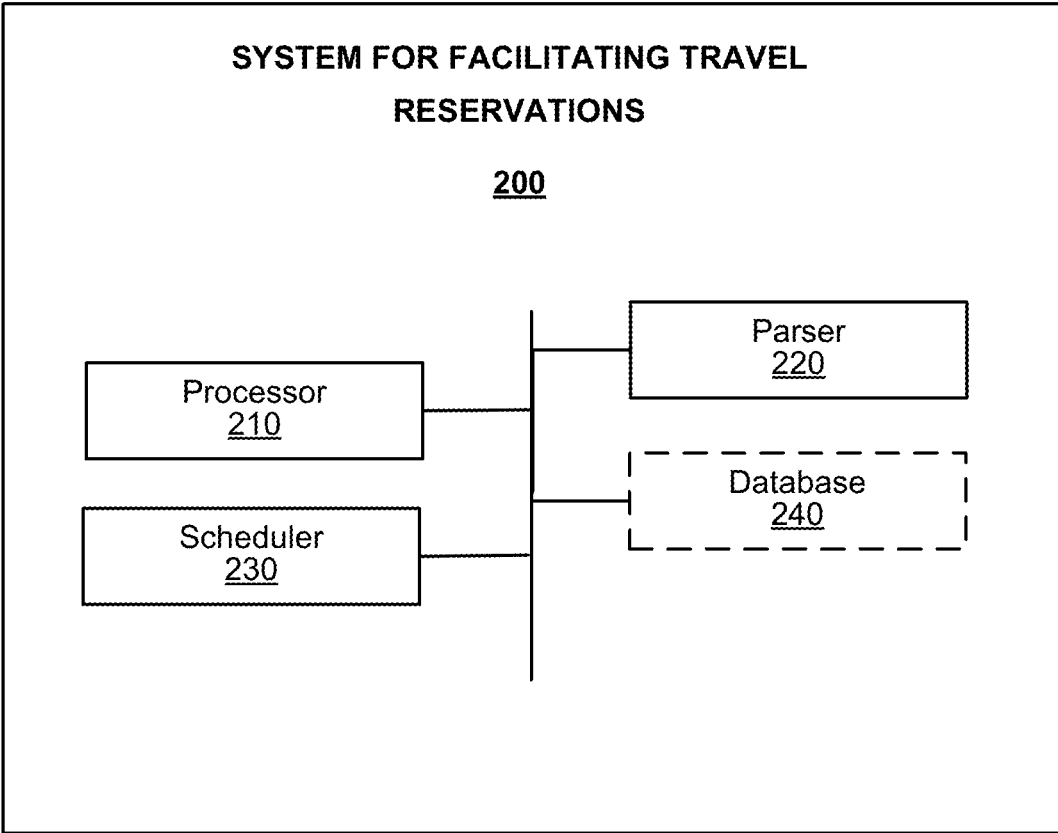 SYSTEM FOR FACILITATING TRAVEL
RESERVATIONS
200
Processor
210
Parser
220
Scheduler
230
Database
240